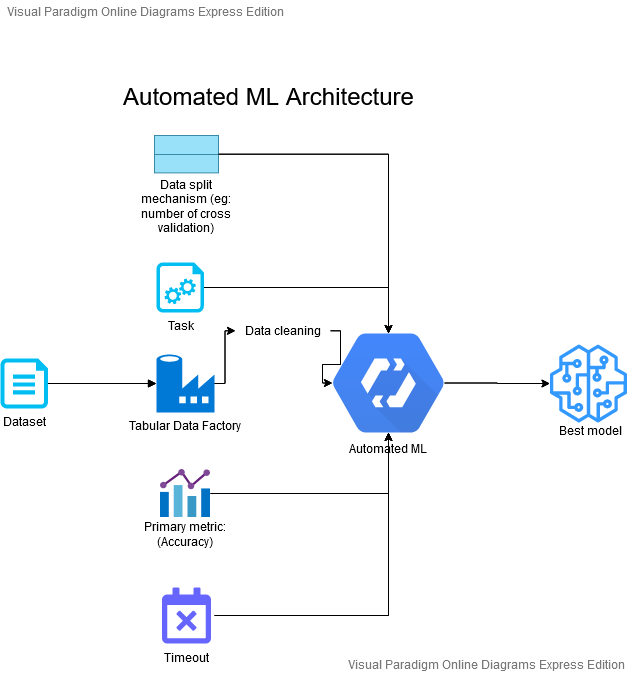 Visual Paradigm Online Diagrams Express Edition
Automated ML Architecture
Data split
mechanism (eg:
number of cross
validation)
Task
Data cleaning
Dataset
Tabular Data Factory
Automated ML
Best model
Primary metric:
(Accuracy)
Timeout
Visual Paradigm Online Diagrams Express Edition